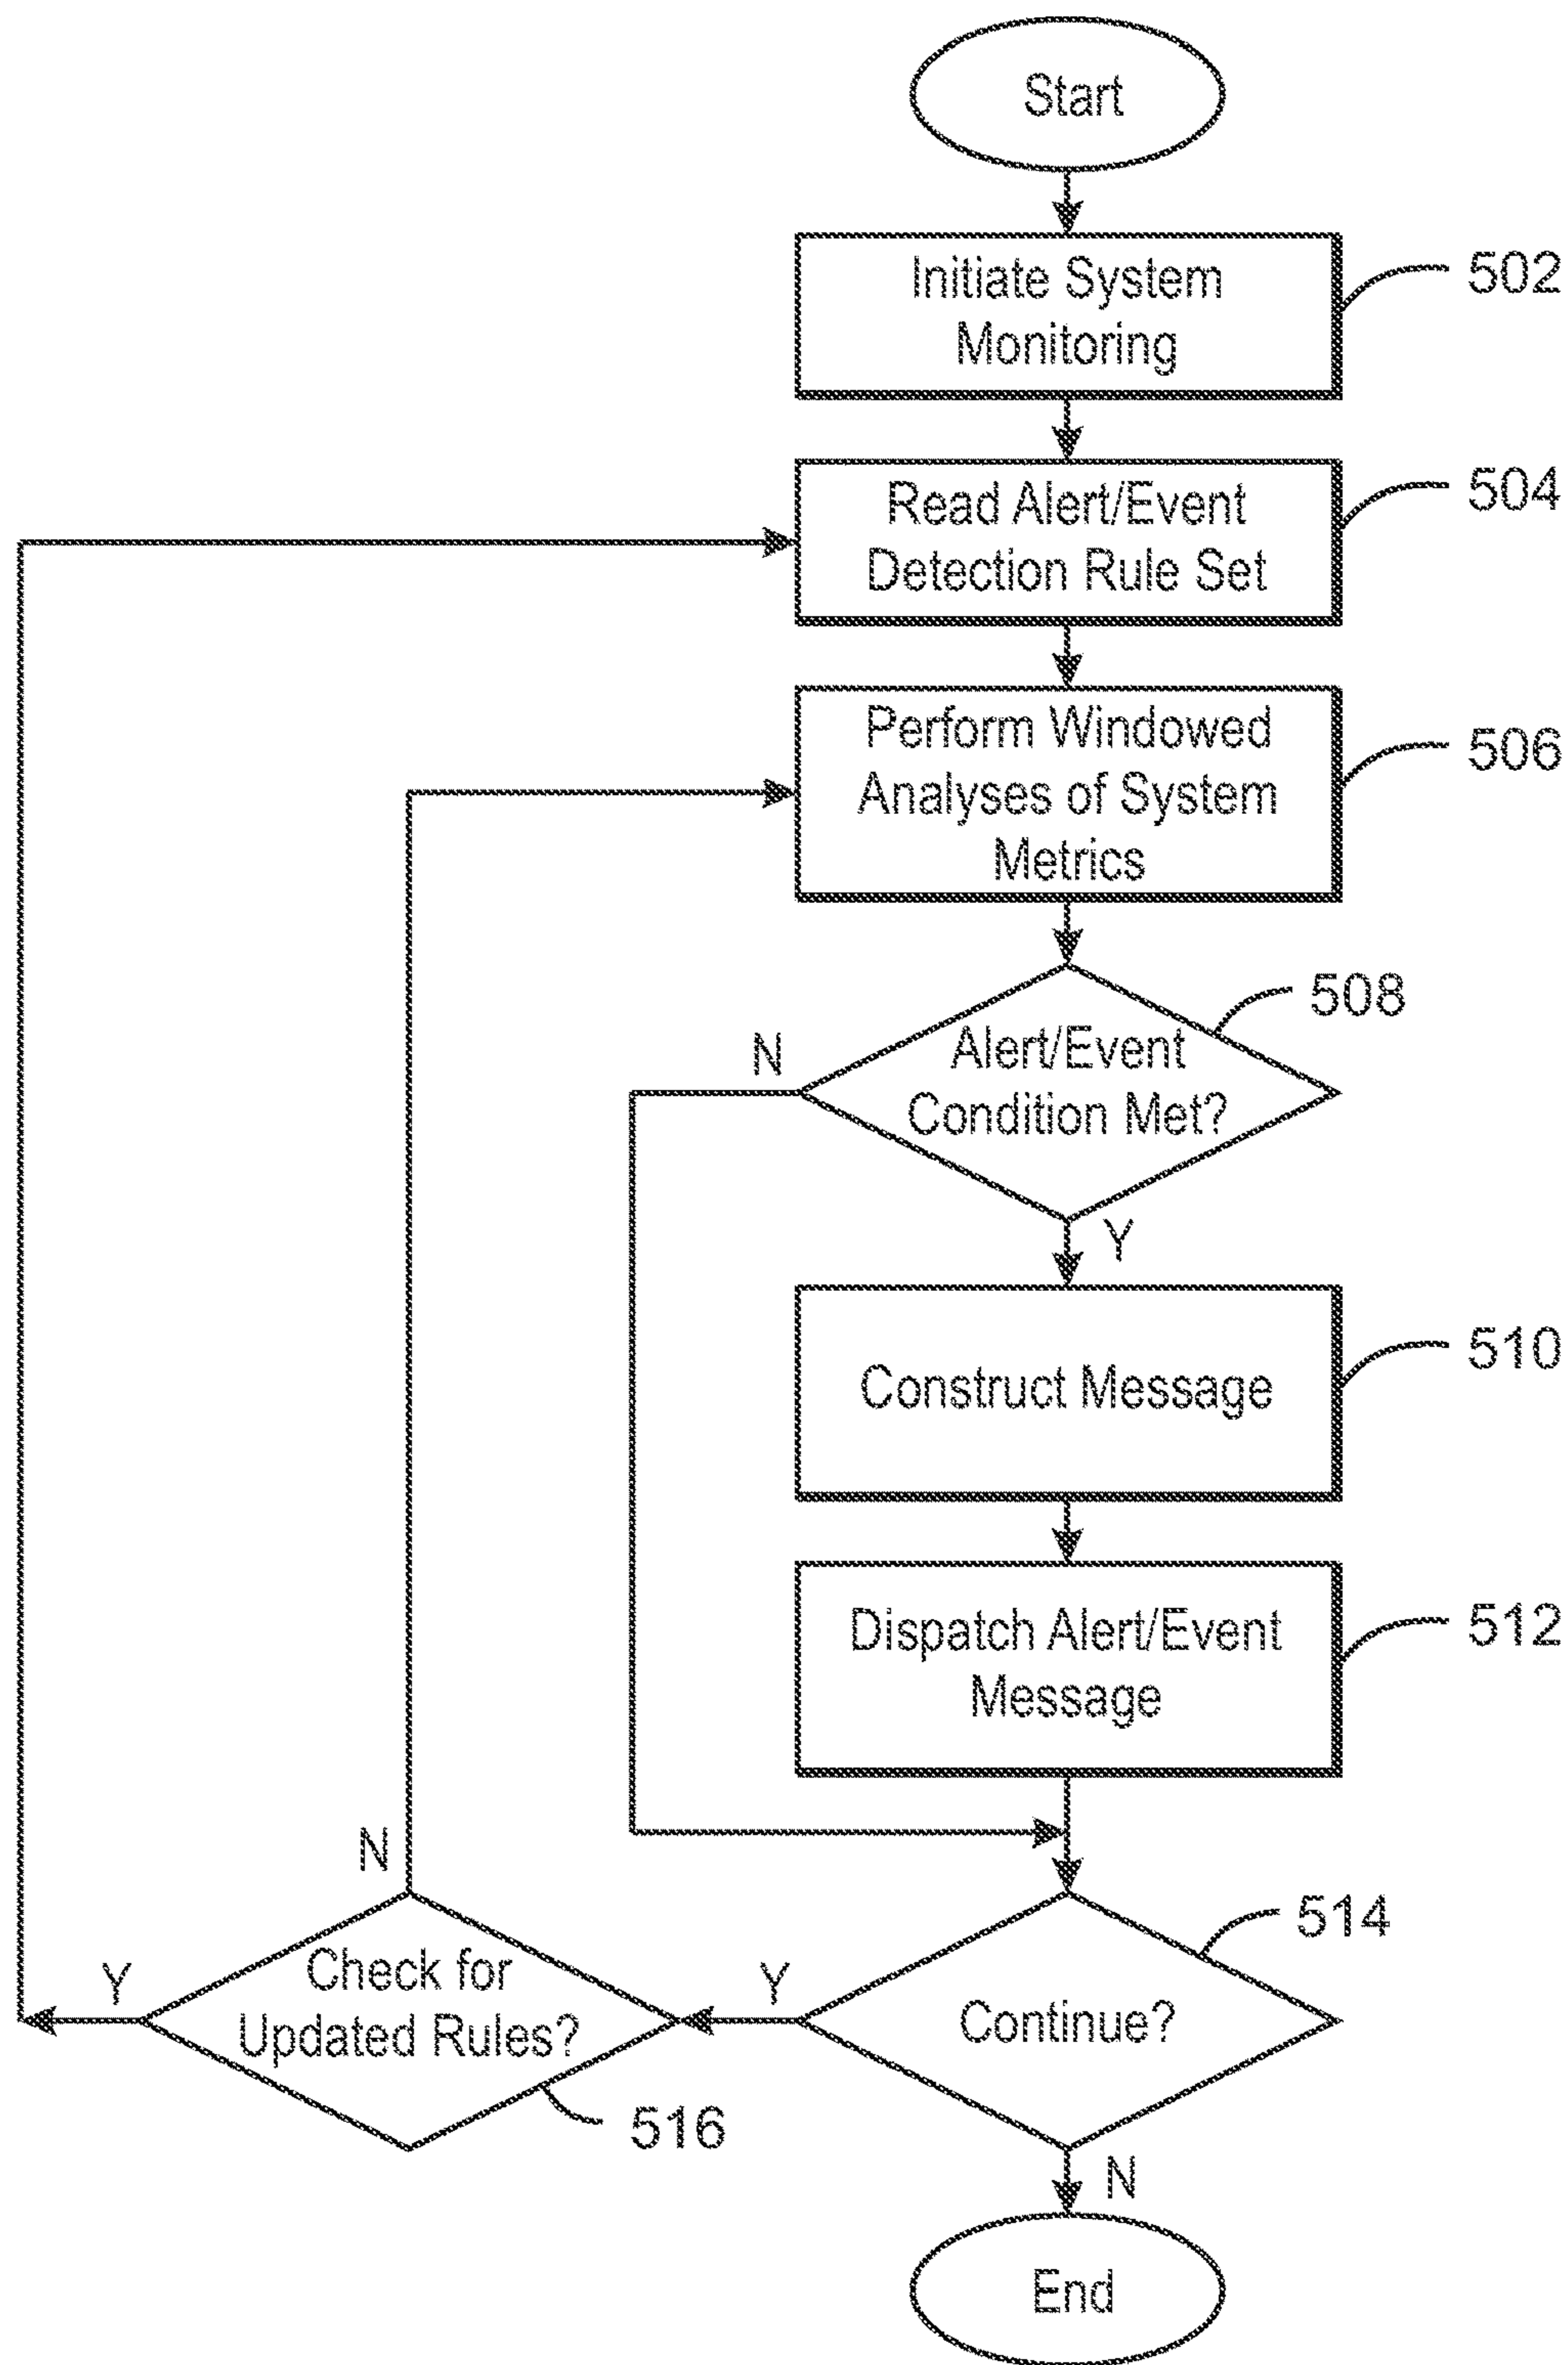 Start
Initiate System
Monitoring
502
Read Alert/Event
Detection Rule Set
504
Perform Windowed
Analyses of System
Metrics
506
Alert/Event
Condition Met?
508
N
Y
Construct Message
510
Dispatch Alert/Event
Message
512
Continue?
514
Y
N
Check for
Updated Rules?
516
N
Y
End